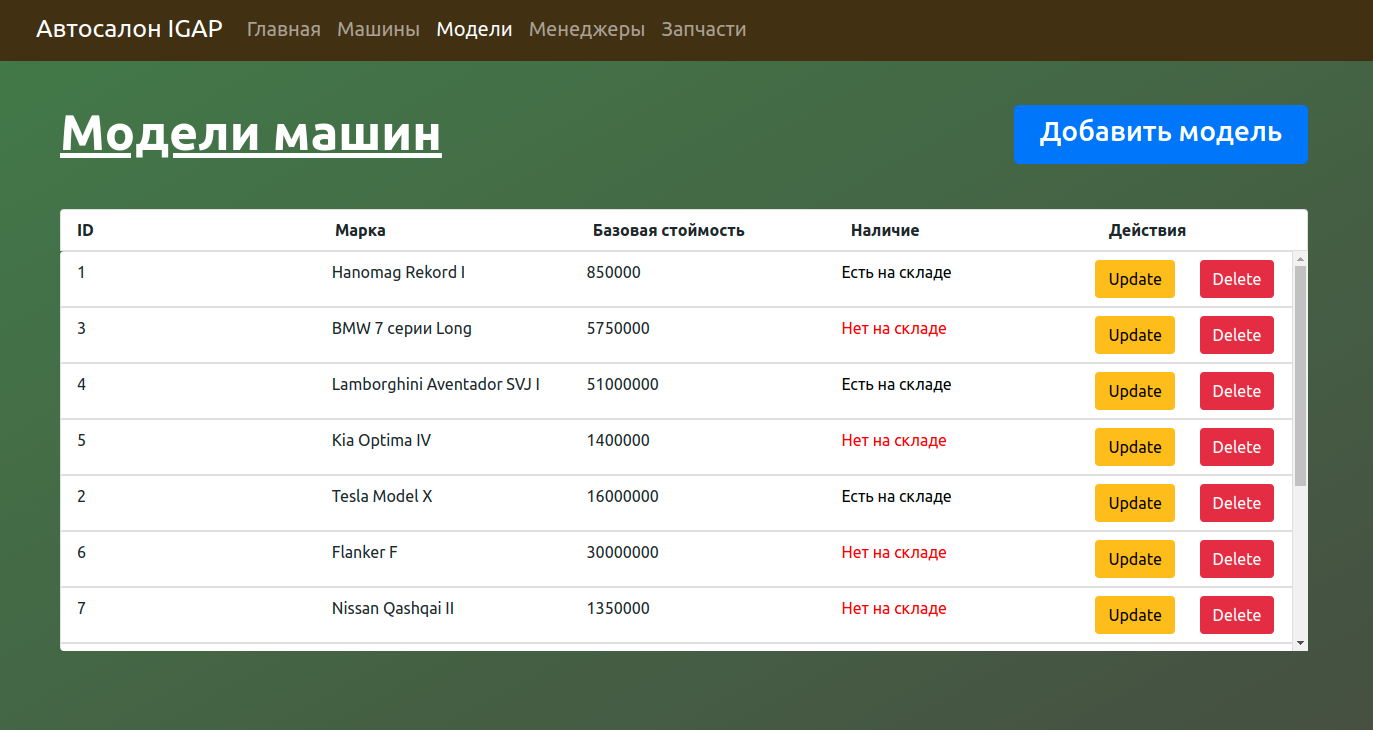 Автосалон IGAP Главная Машины Модели Менеджеры Запчасти
Модели машин Добавить модель
ID Марка Базовая стоймость Наличие Действия
1 Hanomag Rekord I 850000 Есть на складе Update Delete
3 BMW 7 серии Long 5750000 Нет на складе Update Delete
4 Lamborghini Aventador SVJ I 51000000 Есть на складе Update Delete
5 Kia Optima IV 1400000 Нет на складе Update Delete
2 Tesla Model X 16000000 Есть на складе Update Delete
6 Flanker F 30000000 Нет на складе Update Delete
7 Nissan Qashqai II 1350000 Нет на складе Update Delete